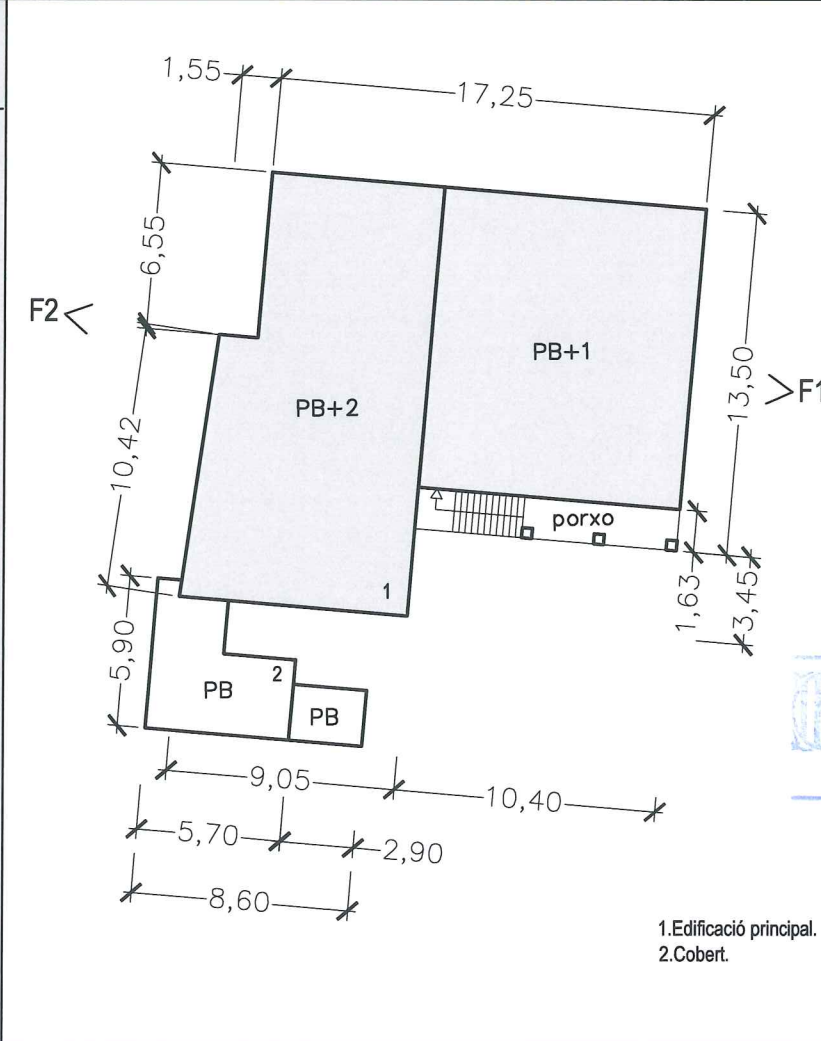 1,55
17,25
6,55
F2
PB+1
PB+2
13,50
F1
10,42
porxo
1
1,63
3,45
5,90
2
PB
PB
9,05
10,40
5,70
2,90
8,60
1.Edificació principal.
2.Cobert.